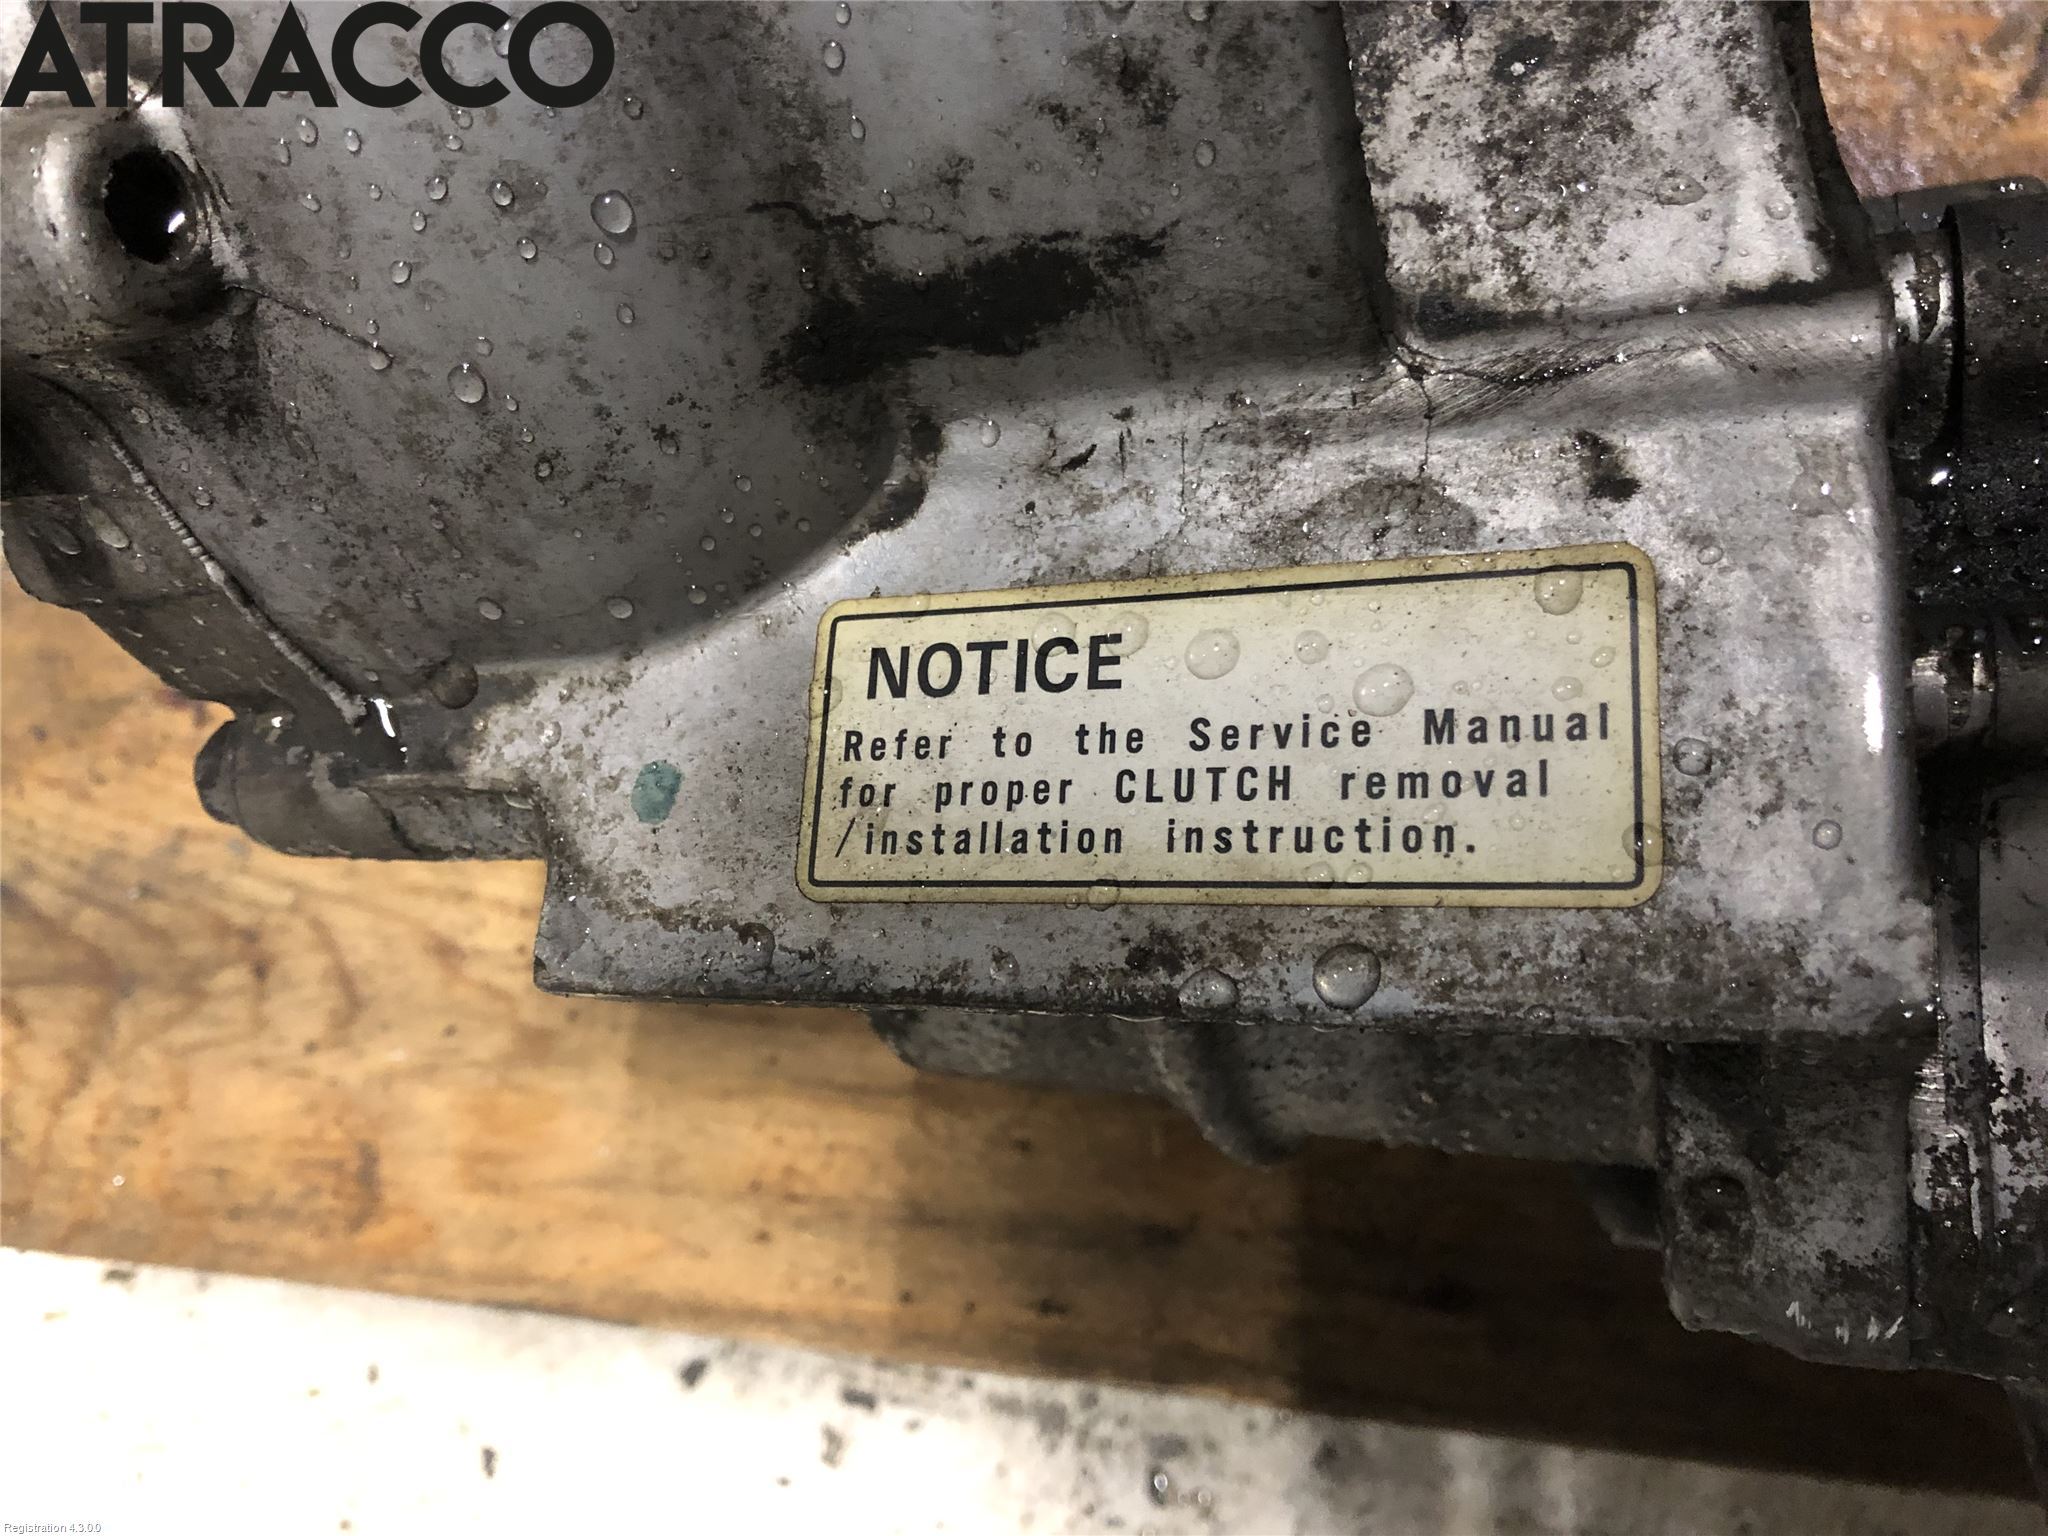 ATRACCO
NOTICE
Refer to the Service Manual
for proper CLUTCH removal
/installation instruction.
Registration 4.3.0.0